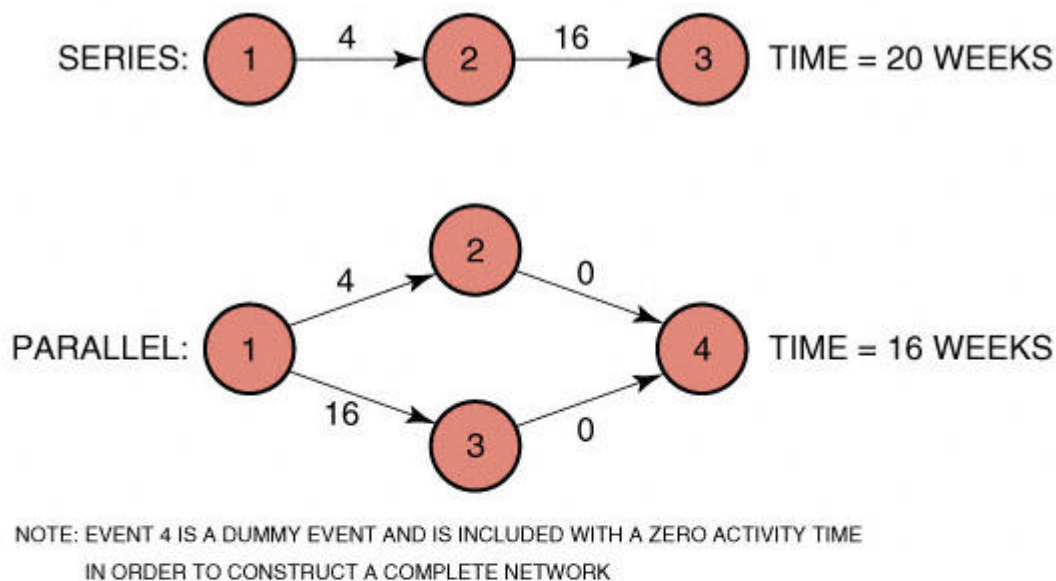 4 16
SERIES: 1 2 3 TIME = 20 WEEKS
2
4 0
PARALLEL: 1 4 TIME = 16 WEEKS
16 0
3
NOTE: EVENT 4 IS A DUMMY EVENT AND IS INCLUDED WITH A ZERO ACTIVITY TIME
IN ORDER TO CONSTRUCT A COMPLETE NETWORK